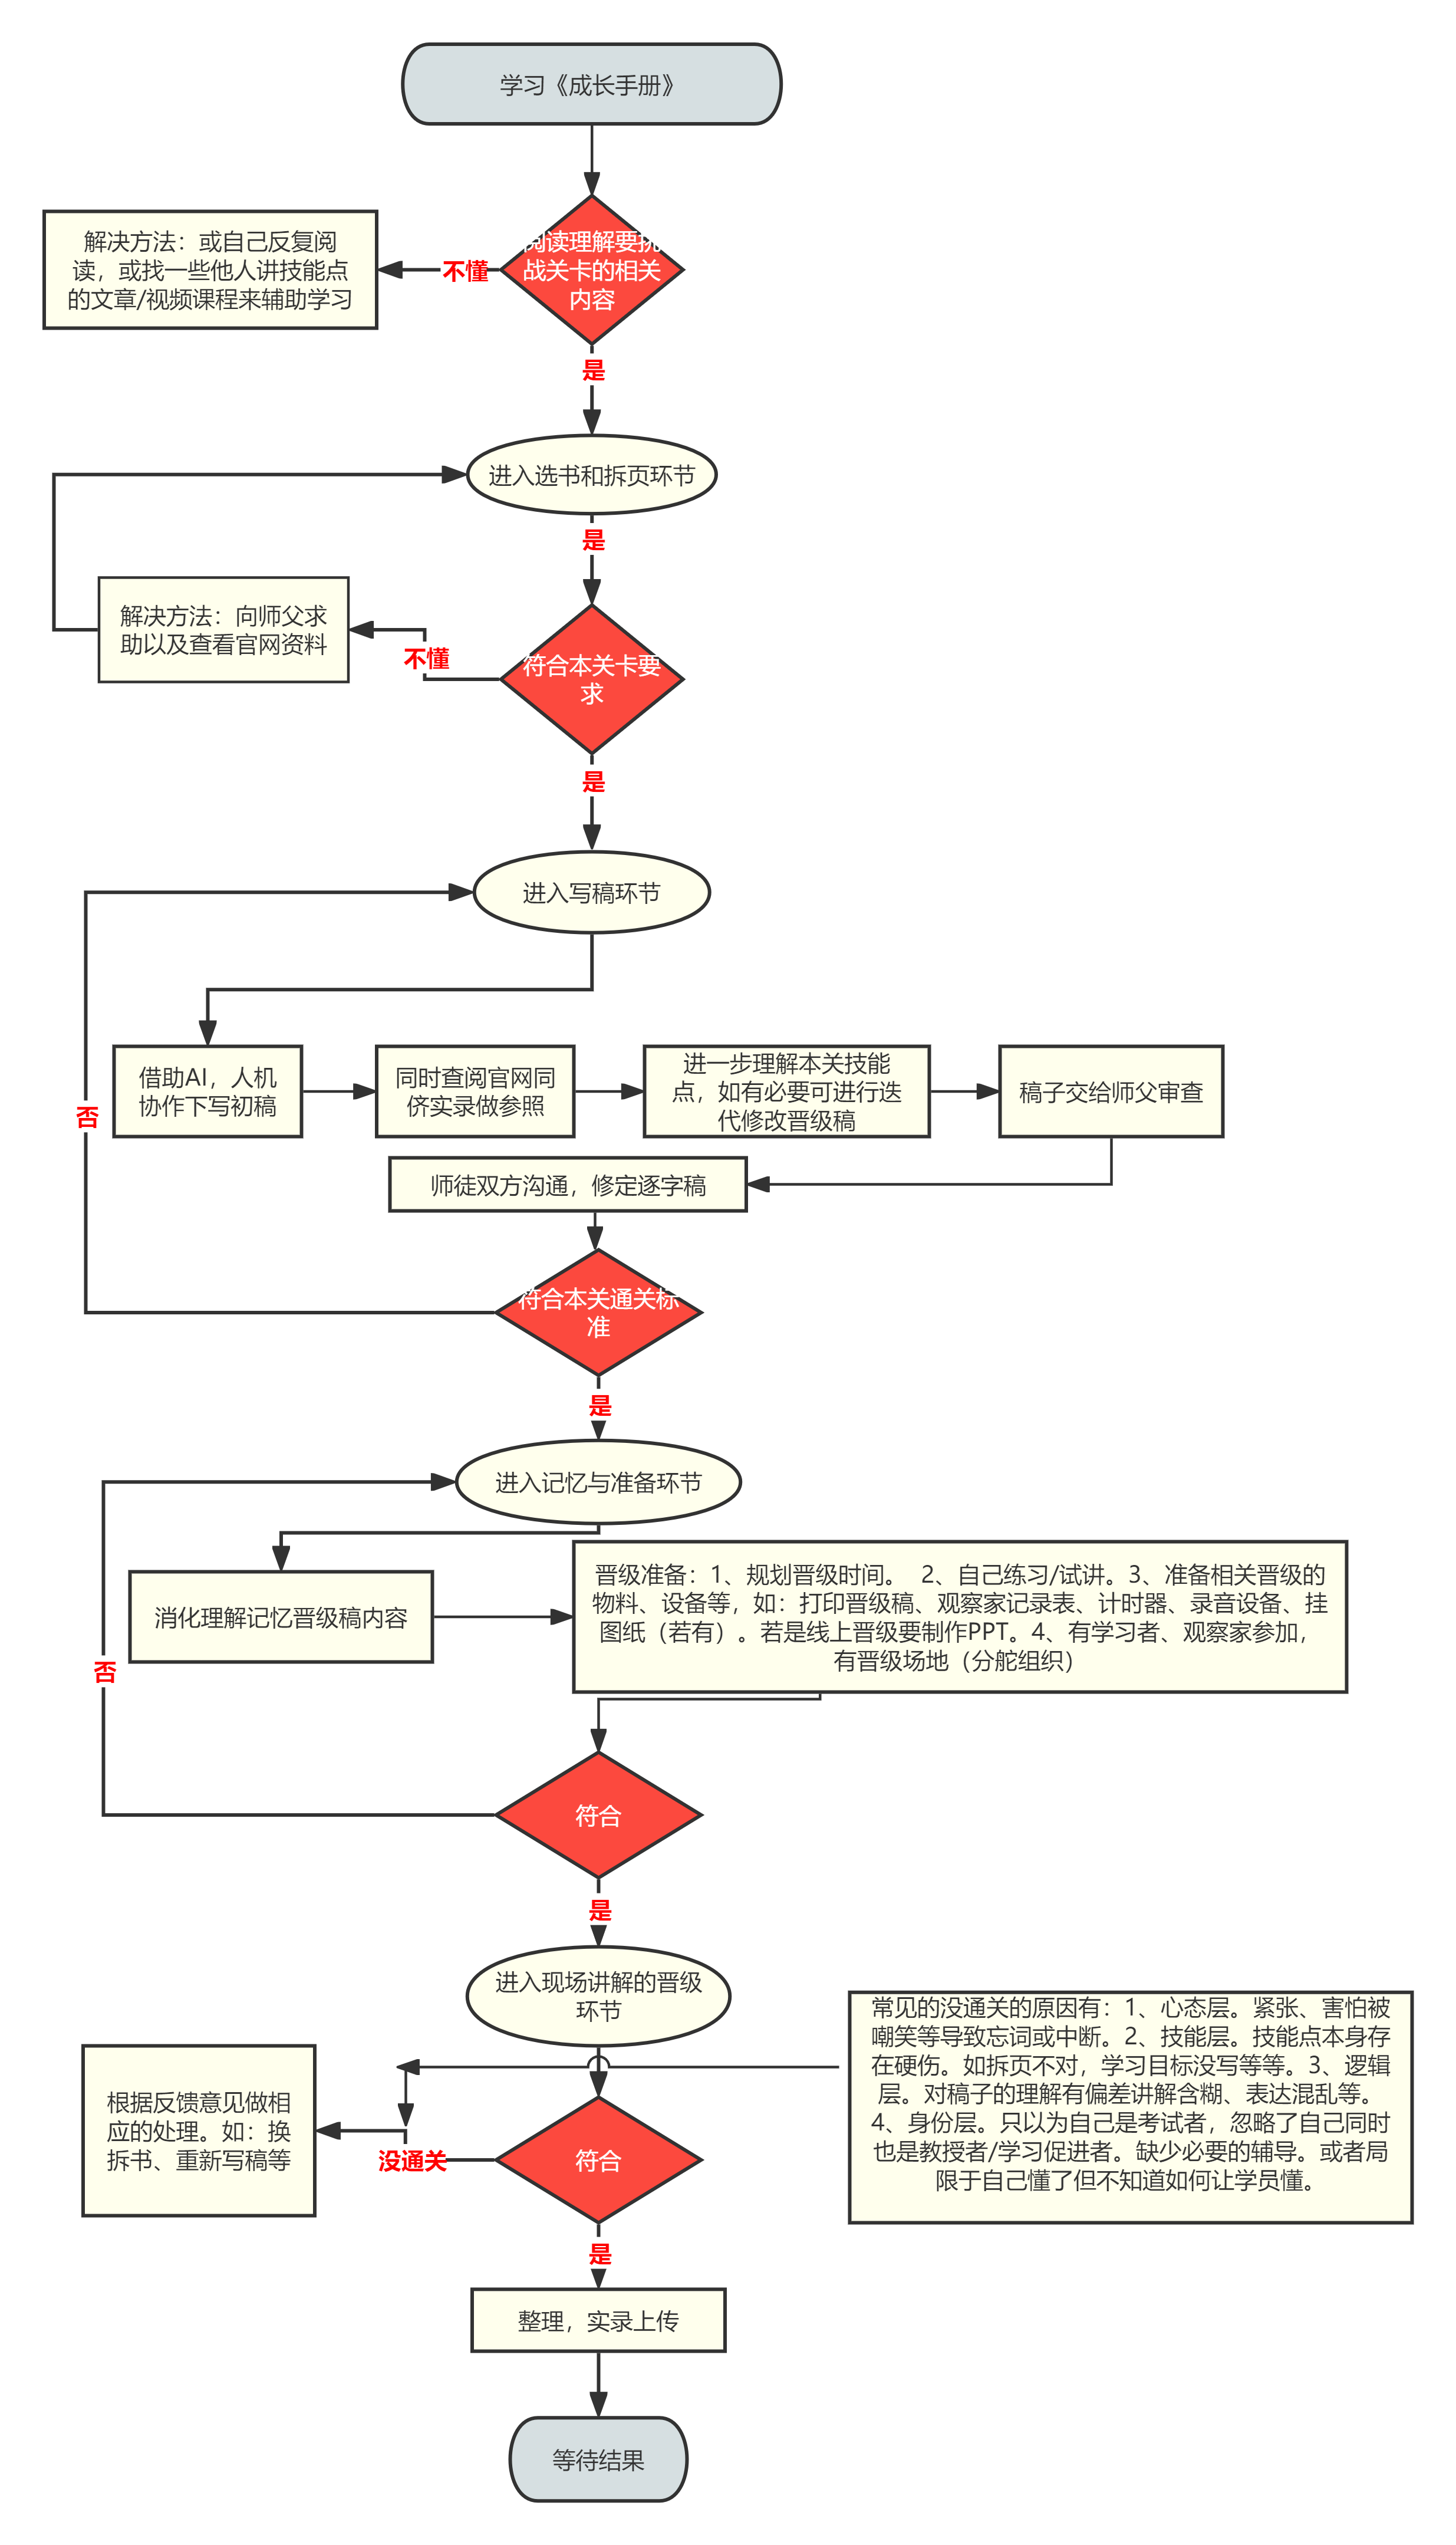 学习《成长手册》
阅读理解要挑
战关卡的相关
内容
不懂
解决方法：或自己反复阅
读，或找一些他人讲技能点
的文章/视频课程来辅助学习
是
进入选书和拆页环节
是
符合本关卡要
求
不懂
解决方法：向师父求
助以及查看官网资料
是
进入写稿环节
借助AI，人机
协作下写初稿
同时查阅官网同
侪实录做参照
进一步理解本关技能
点，如有必要可进行迭
代修改晋级稿
稿子交给师父审查
师徒双方沟通，修定逐字稿
否
符合本关通关标
准
是
进入记忆与准备环节
消化理解记忆晋级稿内容
晋级准备：1、规划晋级时间。 2、自己练习/试讲。3、准备相关晋级的
物料、设备等，如：打印晋级稿、观察家记录表、计时器、录音设备、挂
图纸（若有）。若是线上晋级要制作PPT。4、有学习者、观察家参加，
有晋级场地（分舵组织）
否
符合
是
进入现场讲解的晋级
环节
常见的没通关的原因有：1、心态层。紧张、害怕被
嘲笑等导致忘词或中断。2、技能层。技能点本身存
在硬伤。如拆页不对，学习目标没写等等。3、逻辑
层。对稿子的理解有偏差讲解含糊、表达混乱等。
4、身份层。只以为自己是考试者，忽略了自己同时
也是教授者/学习促进者。缺少必要的辅导。或者局
限于自己懂了但不知道如何让学员懂。
根据反馈意见做相
应的处理。如：换
拆书、重新写稿等
没通关
符合
是
整理，实录上传
等待结果